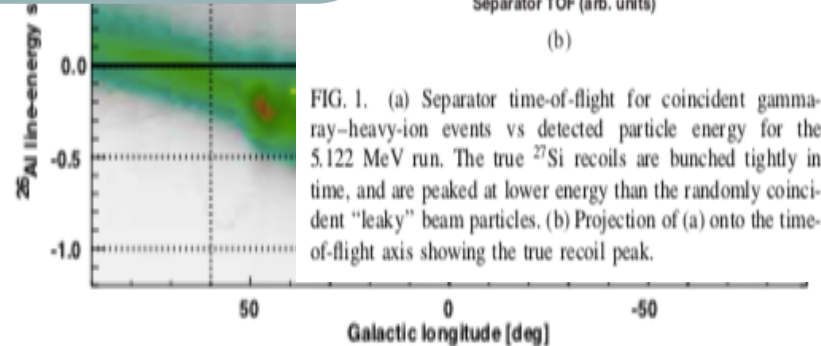 Separator TOF (arb. units)
(b)
²⁶Al line-energy s
0.0
-0.5
-1.0
FIG. 1. (a) Separator time-of-flight for coincident gamma-
ray–heavy-ion events vs detected particle energy for the
5.122 MeV run. The true ²⁷Si recoils are bunched tightly in
time, and are peaked at lower energy than the randomly coinci-
dent “leaky” beam particles. (b) Projection of (a) onto the time-
of-flight axis showing the true recoil peak.
50 0 -50
Galactic longitude [deg]